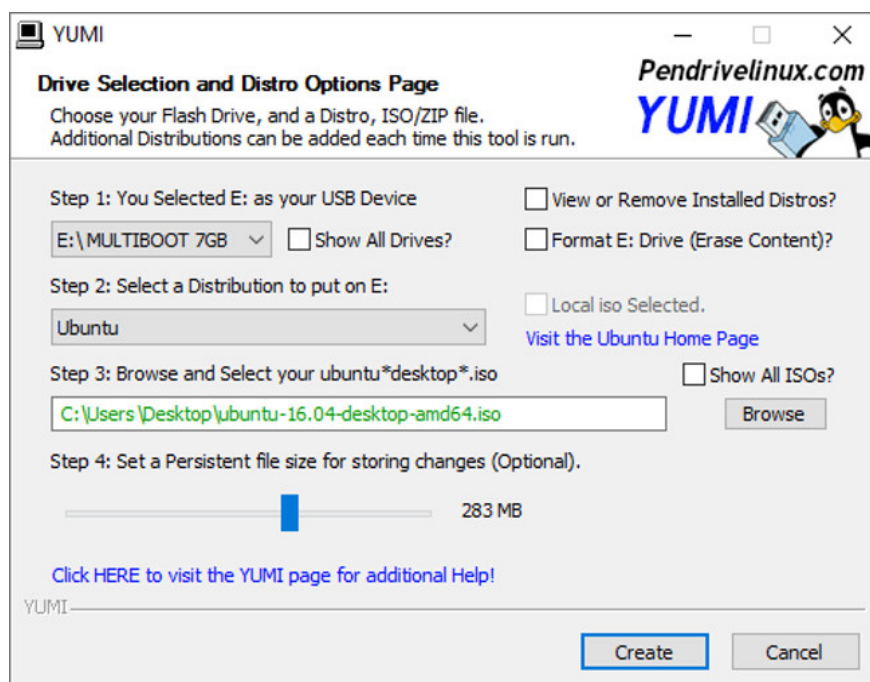 YUMI
Drive Selection and Distro Options Page
Choose your Flash Drive, and a Distro, ISO/ZIP file.
Additional Distributions can be added each time this tool is run.
Pendrivelinux.com
YUMI
Step 1: You Selected E: as your USB Device
View or Remove Installed Distros?
E:\MULTIBOOT 7GB
Show All Drives?
Format E: Drive (Erase Content)?
Step 2: Select a Distribution to put on E:
Local iso Selected.
Ubuntu
Visit the Ubuntu Home Page
Step 3: Browse and Select your ubuntu*desktop*.iso
Show All ISOs?
C:\Users\Desktop\ubuntu-16.04-desktop-amd64.iso
Browse
Step 4: Set a Persistent file size for storing changes (Optional).
283 MB
Click HERE to visit the YUMI page for additional Help!
YUMI
Create
Cancel